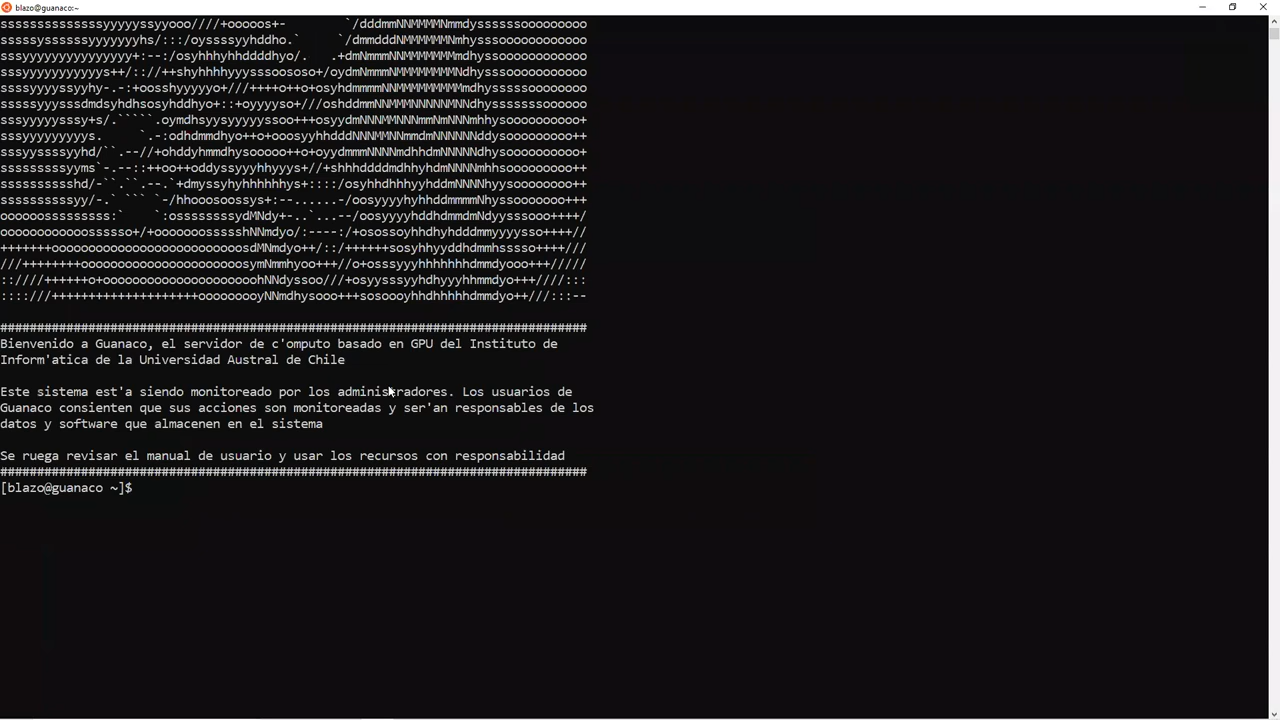 blazo@guanaco:~
###############################################################################
Bienvenido a Guanaco, el servidor de c'omputo basado en GPU del Instituto de
Inform'atica de la Universidad Austral de Chile
Este sistema est'a siendo monitoreado por los administradores. Los usuarios de
Guanaco consienten que sus acciones son monitoreadas y ser'an responsables de los
datos y software que almacenen en el sistema
Se ruega revisar el manual de usuario y usar los recursos con responsabilidad
###############################################################################
[blazo@guanaco ~]$